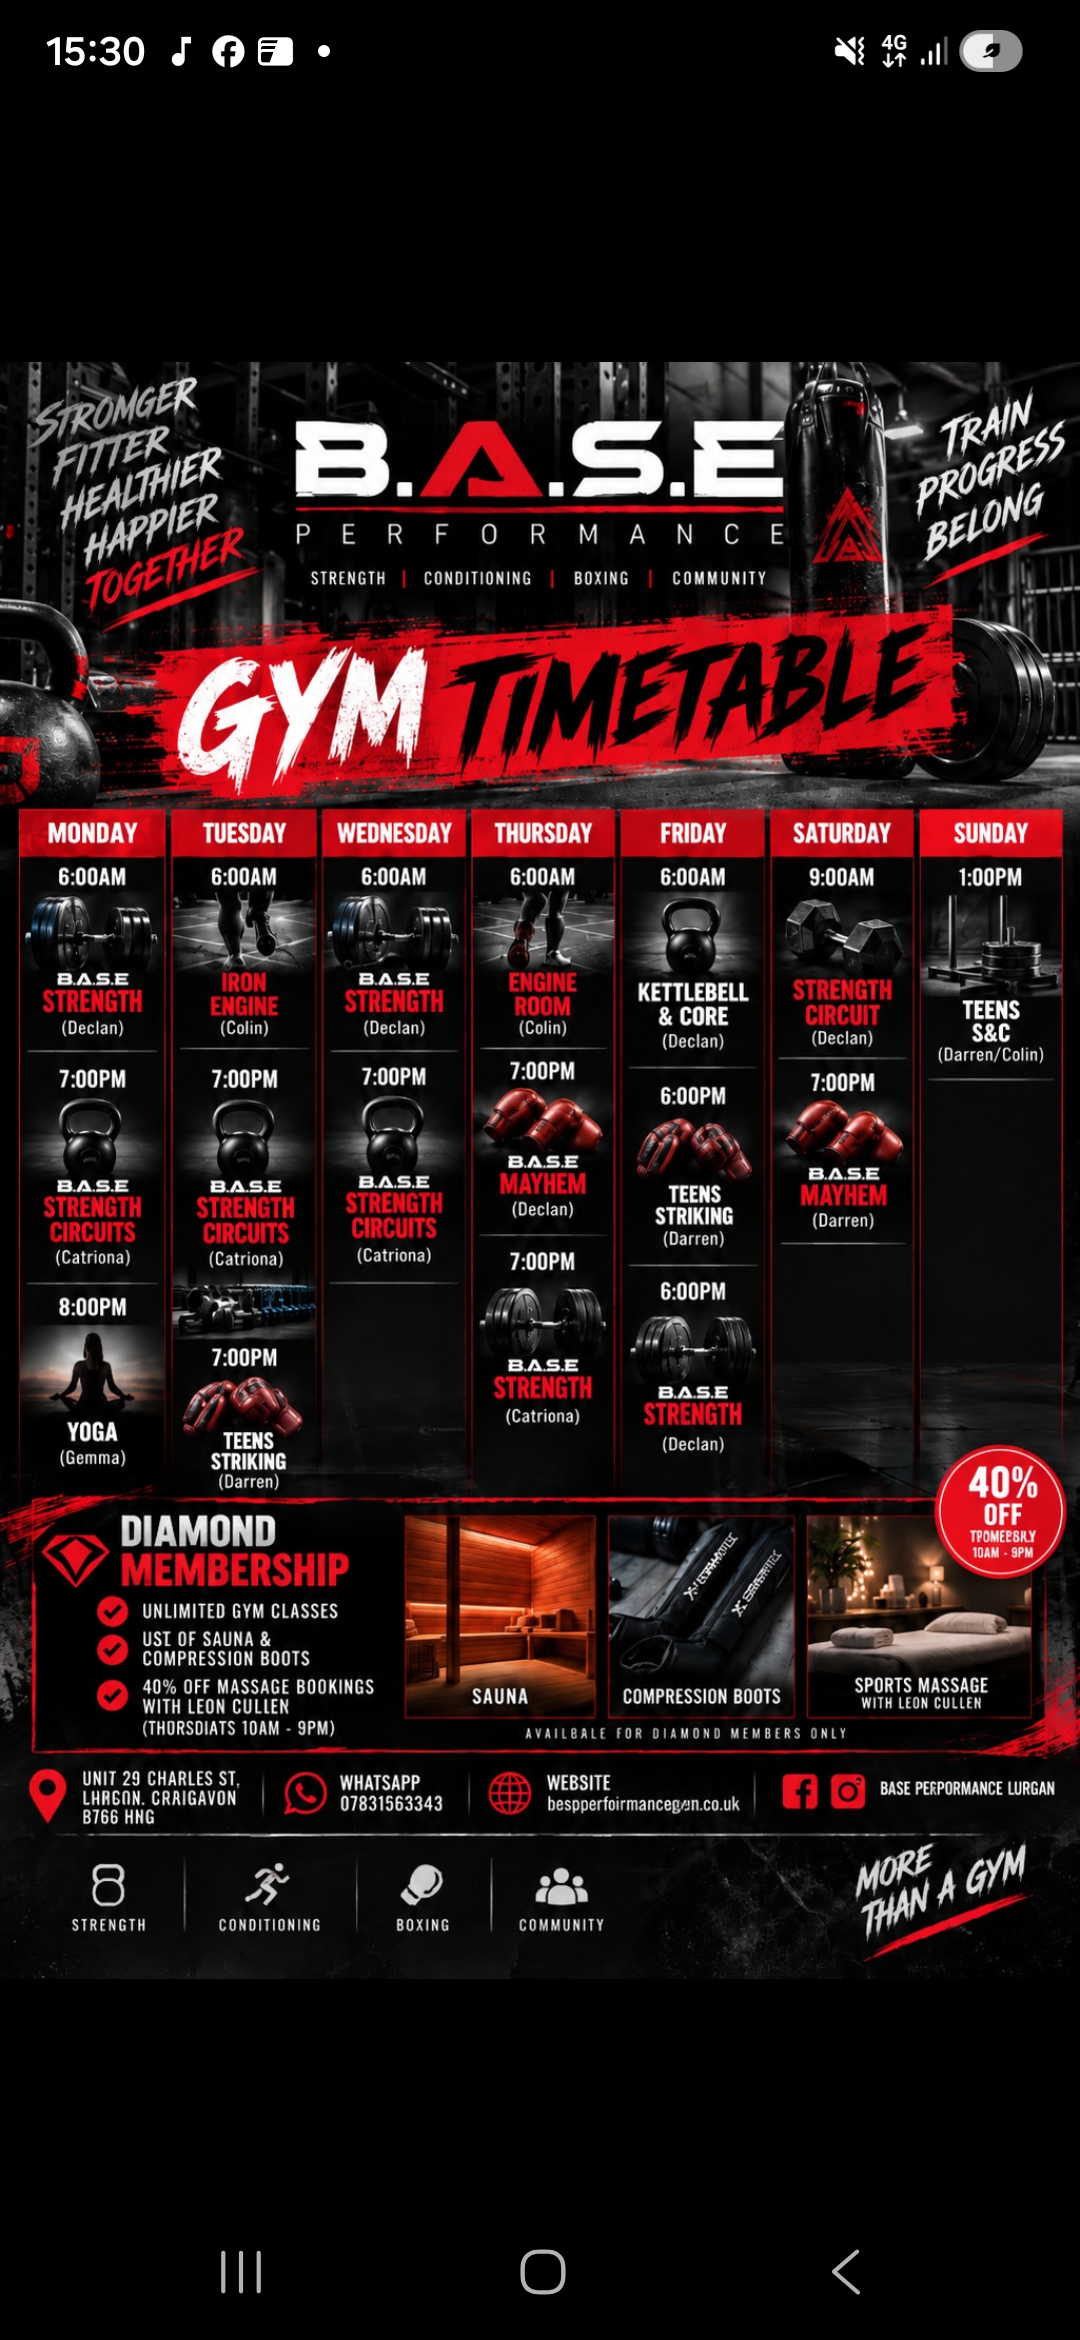 15:30
4G
STROMGER
FITTER
HEALTHIER
HAPPIER
TOGETHER
B.A.S.E
PERFORMANCE
STRENGTH | CONDITIONING | BOXING | COMMUNITY
TRAIN
PROGRESS
BELONG
GYM TIMETABLE
MONDAY
6:00AM
B.A.S.E
STRENGTH
(Declan)
7:00PM
B.A.S.E
STRENGTH
CIRCUITS
(Catriona)
8:00PM
YOGA
(Gemma)
TUESDAY
6:00AM
IRON
ENGINE
(Colin)
7:00PM
B.A.S.E
STRENGTH
CIRCUITS
(Catriona)
7:00PM
TEENS
STRIKING
(Darren)
WEDNESDAY
6:00AM
B.A.S.E
STRENGTH
(Declan)
7:00PM
B.A.S.E
STRENGTH
CIRCUITS
(Catriona)
THURSDAY
6:00AM
ENGINE
ROOM
(Colin)
7:00PM
B.A.S.E
MAYHEM
(Declan)
7:00PM
B.A.S.E
STRENGTH
(Catriona)
FRIDAY
6:00AM
KETTLEBELL
& CORE
(Declan)
6:00PM
TEENS
STRIKING
(Darren)
6:00PM
B.A.S.E
STRENGTH
(Declan)
SATURDAY
9:00AM
STRENGTH
CIRCUIT
(Declan)
7:00PM
B.A.S.E
MAYHEM
(Darren)
SUNDAY
1:00PM
TEENS
S&C
(Darren/Colin)
40%
OFF
10AM - 9PM
DIAMOND
MEMBERSHIP
UNLIMITED GYM CLASSES
UST OF SAUNA &
COMPRESSION BOOTS
40% OFF MASSAGE BOOKINGS
WITH LEON CULLEN
(THORSDIATS 10AM - 9PM)
SAUNA
COMPRESSION BOOTS
SPORTS MASSAGE
WITH LEON CULLEN
AVAILBALE FOR DIAMOND MEMBERS ONLY
UNIT 29 CHARLES ST,
LHRGON. CRAIGAVON
B766 HNG
WHATSAPP
07831563343
WEBSITE
BASE PERPORMANCE LURGAN
STRENGTH
CONDITIONING
BOXING
COMMUNITY
MORE
THAN A GYM